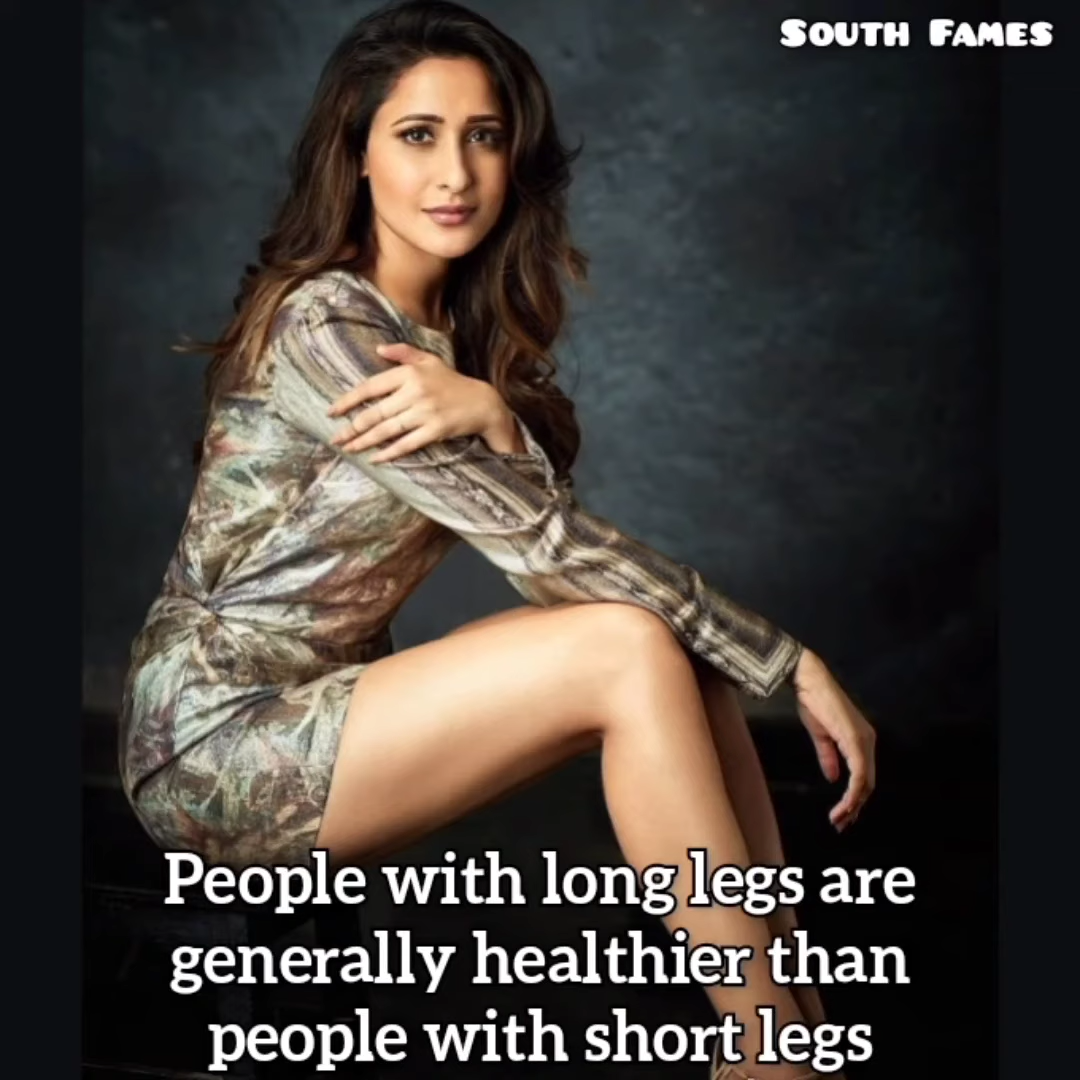 South Fames
People with long legs are
generally healthier than
people with short legs